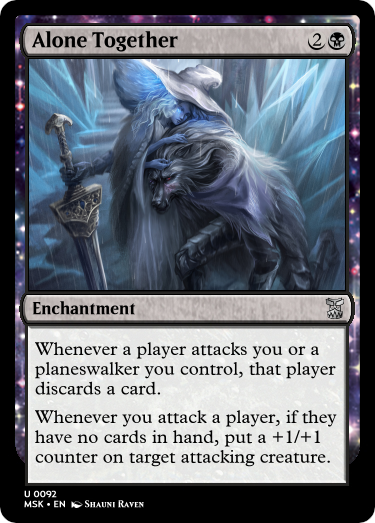 Alone Together 2
Enchantment
Whenever a player attacks you or a
planeswalker you control, that player
discards a card.
Whenever you attack a player, if they
have no cards in hand, put a +1/+1
counter on target attacking creature.
U 0092
MSK • EN Shauni Raven